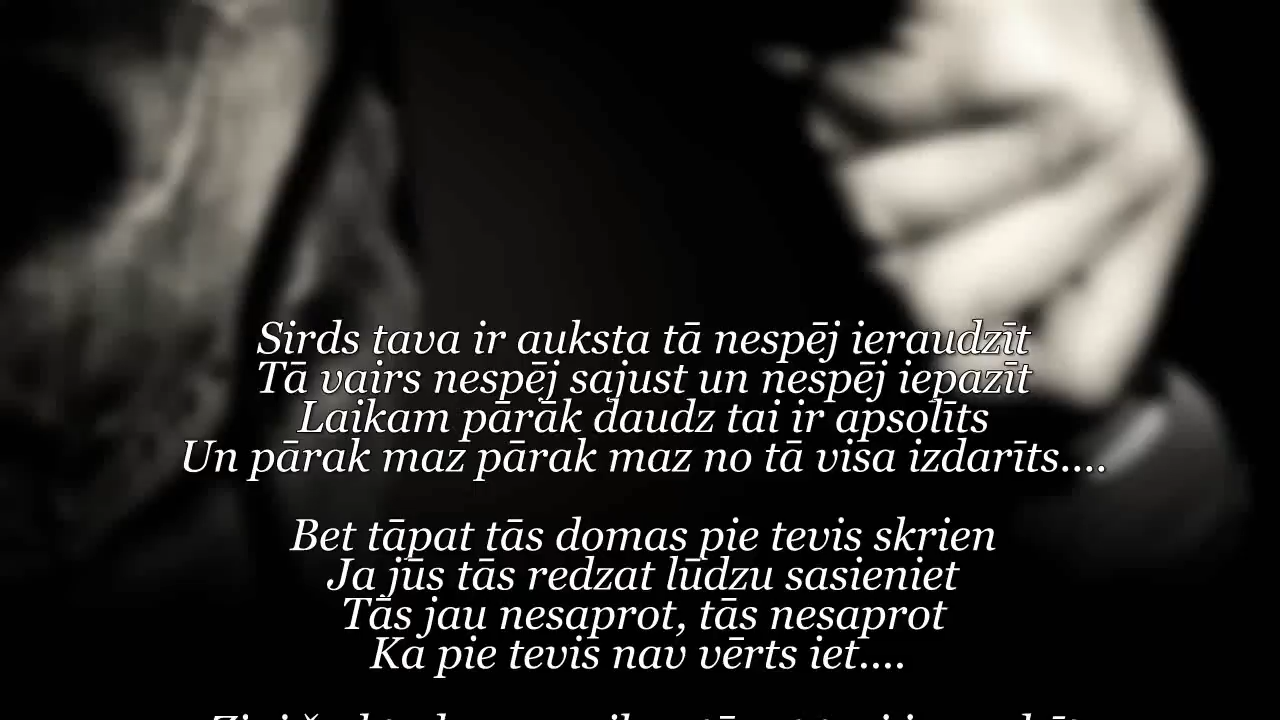 Sirds tava ir auksta tā nespēj ieraudzīt
Tā vairs nespēj sajust un nespēj iepazīt
Laikam pārāk daudz tai ir apsolīts
Un pārak maz pārak maz no tā visa izdarīts....
Bet tāpat tās domas pie tevis skrien
Ja jūs tās redzat lūdzu sasieniet
Tās jau nesaprot, tās nesaprot
Ka pie tevis nav vērts iet....